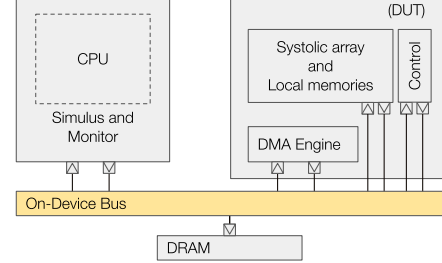 (DUT)
CPU
Simulus and
Monitor
Systolic array
and
Local memories
Control
DMA Engine
On-Device Bus
DRAM